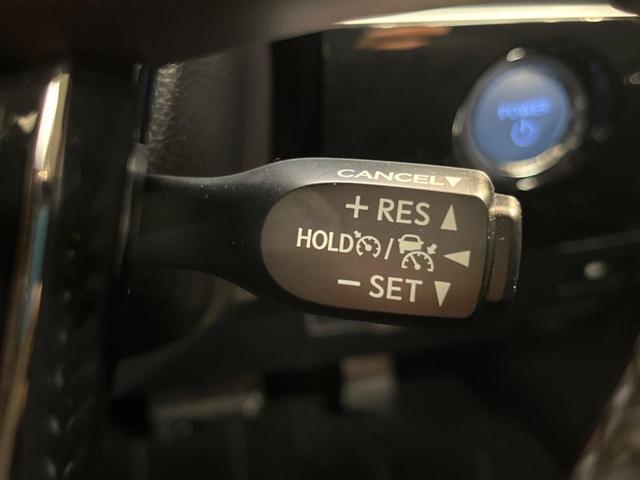 POWER
CANCEL▼
+ RES ▲
HOLD / ◀
− SET ▼